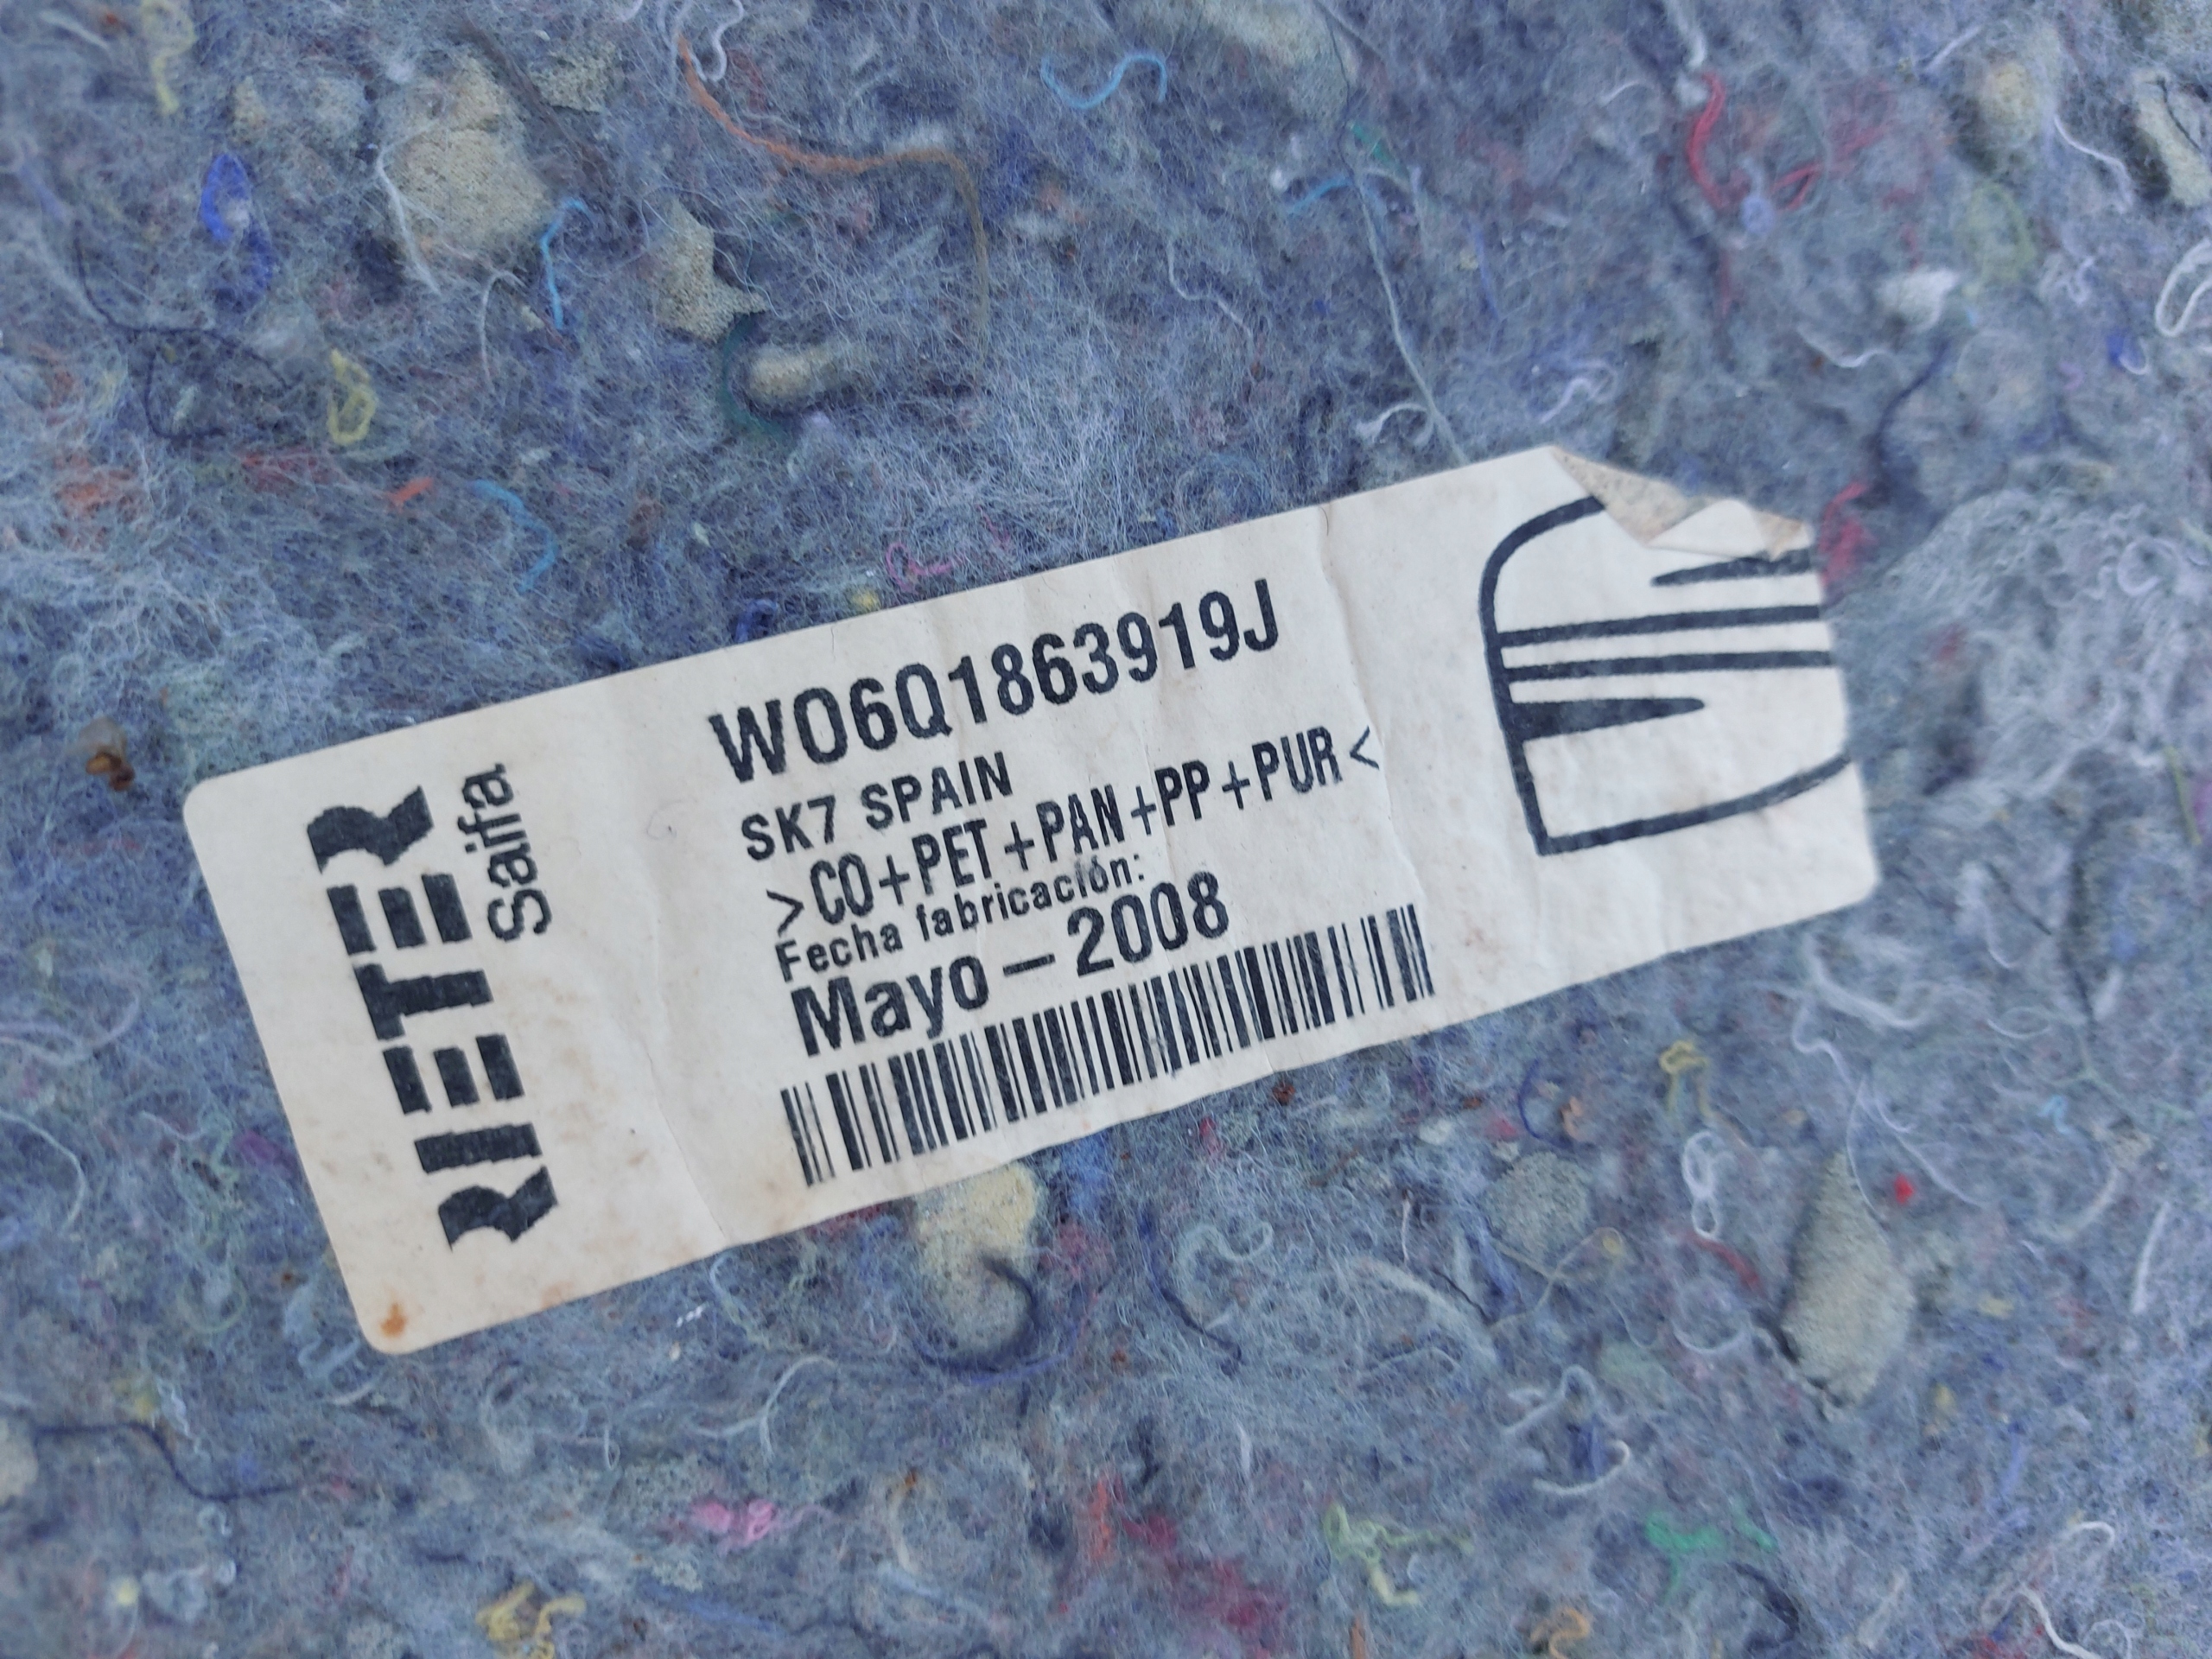 RIETER
Saifa
W06Q1863919J
SK7 SPAIN
>CO+PET+PAN+PP+PUR<
Fecha fabricación:
Mayo-2008